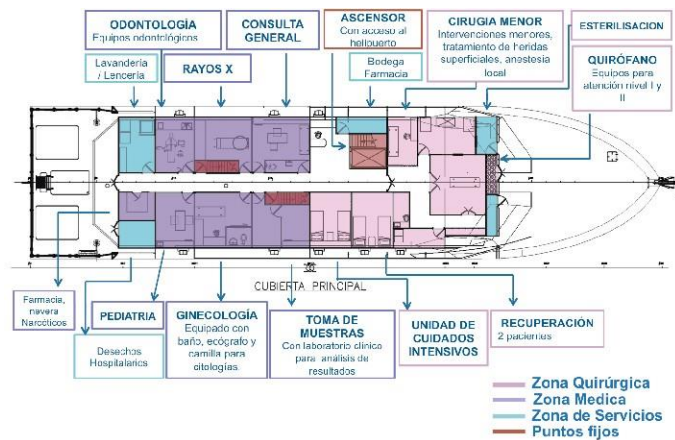 ODONTOLOGÍA
Equipos odontológicos
CONSULTA
GENERAL
ASCENSOR
Con acceso al
helipuerto
CIRUGIA MENOR
Intervenciones menores,
tratamiento de heridas
superficiales, anestesia
local
ESTERILISACION
Lavandería
/ Lencería
RAYOS X
Bodega
Farmacia
QUIRÓFANO
Equipos para
atención nivel I y
II
CUBIERTA PRINCIPAL
Farmacia,
nevera
Narcóticos
PEDIATRIA
GINECOLOGÍA
Equipado con
baño, ecógrafo y
camilla para
citologías.
TOMA DE
MUESTRAS
Con laboratorio clínico
para análisis de
resultados
UNIDAD DE
CUIDADOS
INTENSIVOS
RECUPERACIÓN
2 pacientes
Desechos
Hospitalarios
Zona Quirúrgica
Zona Medica
Zona de Servicios
Puntos fijos